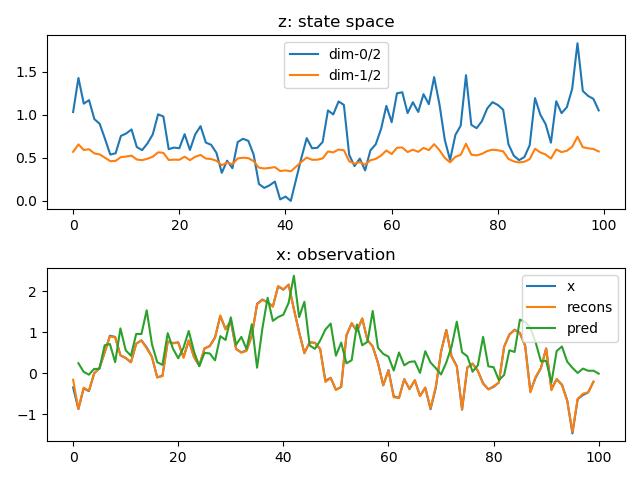 z: state space
dim-0/2
dim-1/2
1.5
1.0
0.5
0.0
0 20 40 60 80 100
x: observation
x
recons
pred
2
1
0
−1
0 20 40 60 80 100